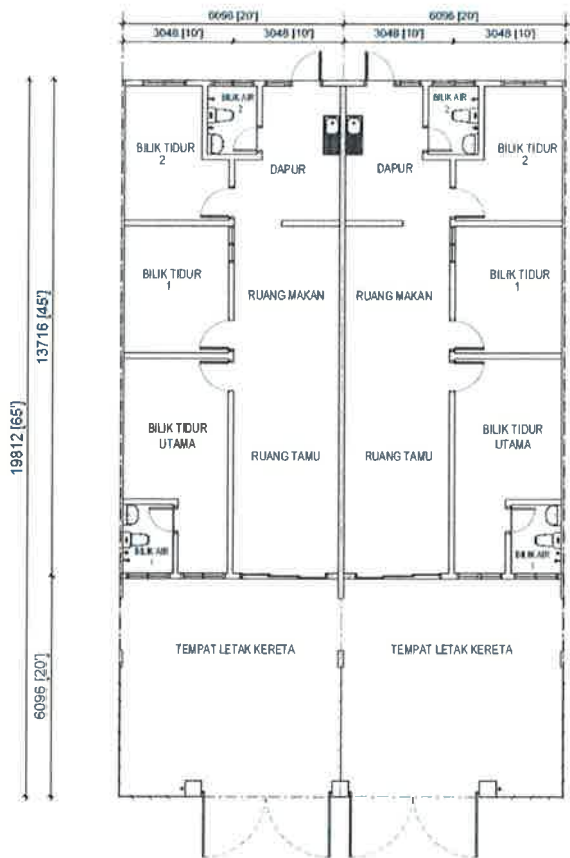 6096 [20'] 6096 [20']
3048 [10'] 3048 [10'] 3048 [10'] 3048 [10']
BILIK AIR
2
BILIK AIR
2
BILIK TIDUR
2
DAPUR
DAPUR
BILIK TIDUR
2
BILIK TIDUR
1
RUANG MAKAN
RUANG MAKAN
BILIK TIDUR
1
19812 [65']
13716 [45']
BILIK TIDUR
UTAMA
RUANG TAMU
RUANG TAMU
BILIK TIDUR
UTAMA
BILIK AIR
1
BILIK AIR
1
6096 [20']
TEMPAT LETAK KERETA
TEMPAT LETAK KERETA